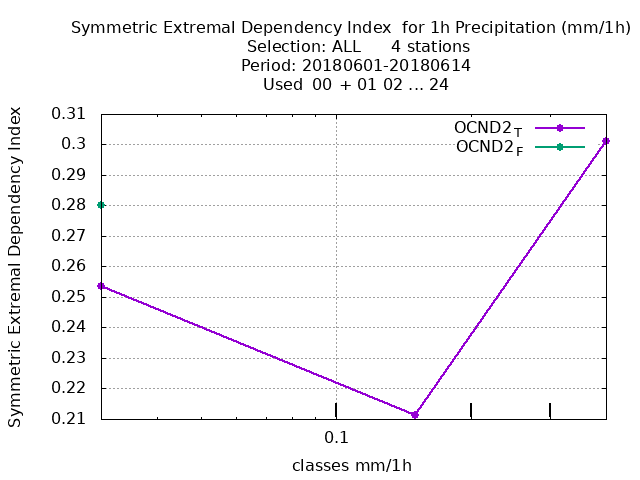 Symmetric Extremal Dependency Index for 1h Precipitation (mm/1h)
Selection: ALL 4 stations
Period: 20180601-20180614
Used 00 + 01 02 ... 24
Symmetric Extremal Dependency Index
0.31
0.3
0.29
0.28
0.27
0.26
0.25
0.24
0.23
0.22
0.21
OCND2T
OCND2F
0.1
classes mm/1h